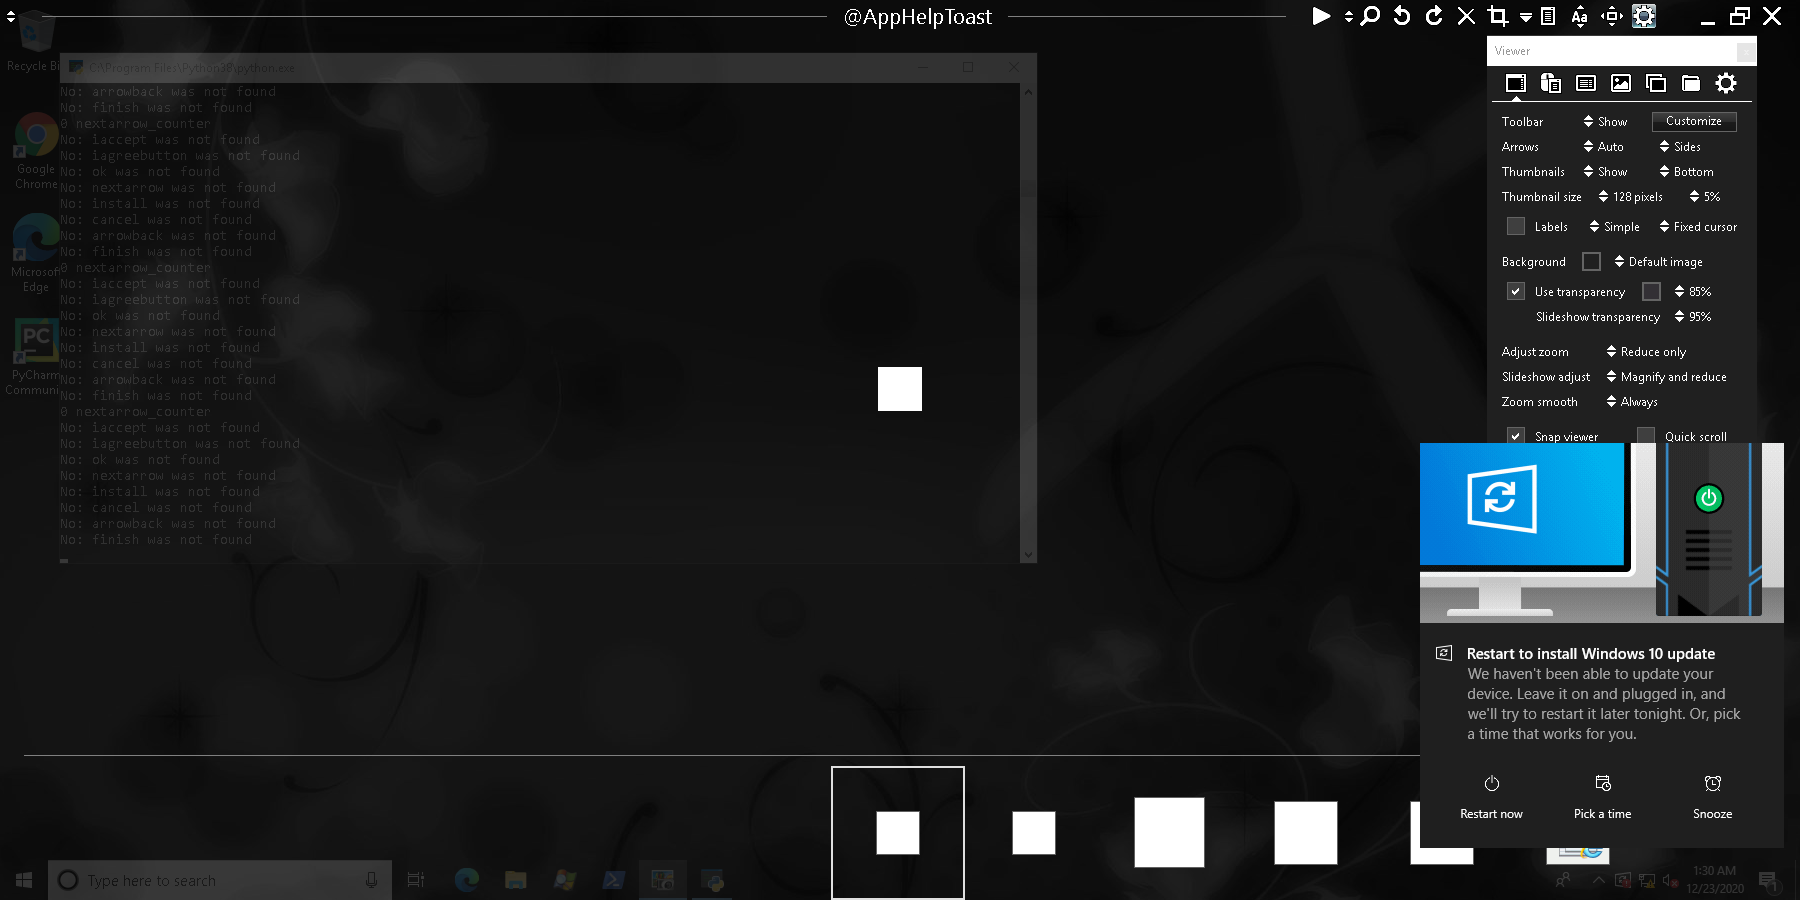 @AppHelpToast
Aa
Recycle Bi
C:\Program Files\Python38\python.exe
No: arrowback was not found
No: finish was not found
0 nextarrow_counter
No: iaccept was not found
No: iagreebutton was not found
No: ok was not found
No: nextarrow was not found
No: install was not found
No: cancel was not found
No: arrowback was not found
No: finish was not found
0 nextarrow_counter
No: iaccept was not found
No: iagreebutton was not found
No: ok was not found
No: nextarrow was not found
No: install was not found
No: cancel was not found
No: arrowback was not found
No: finish was not found
0 nextarrow_counter
No: iaccept was not found
No: iagreebutton was not found
No: ok was not found
No: nextarrow was not found
No: install was not found
No: cancel was not found
No: arrowback was not found
No: finish was not found
Google
Chrome
Microsof
Edge
PC
PyCharm
Commun
Viewer
Toolbar Show Customize
Arrows Auto Sides
Thumbnails Show Bottom
Thumbnail size 128 pixels 5%
Labels Simple Fixed cursor
Background Default image
Use transparency 85%
Slideshow transparency 95%
Adjust zoom Reduce only
Slideshow adjust Magnify and reduce
Zoom smooth Always
Snap viewer Quick scroll
Restart to install Windows 10 update
We haven't been able to update your
device. Leave it on and plugged in, and
we'll try to restart it later tonight. Or, pick
a time that works for you.
Restart now Pick a time Snooze
Type here to search
1:30 AM
12/23/2020
1